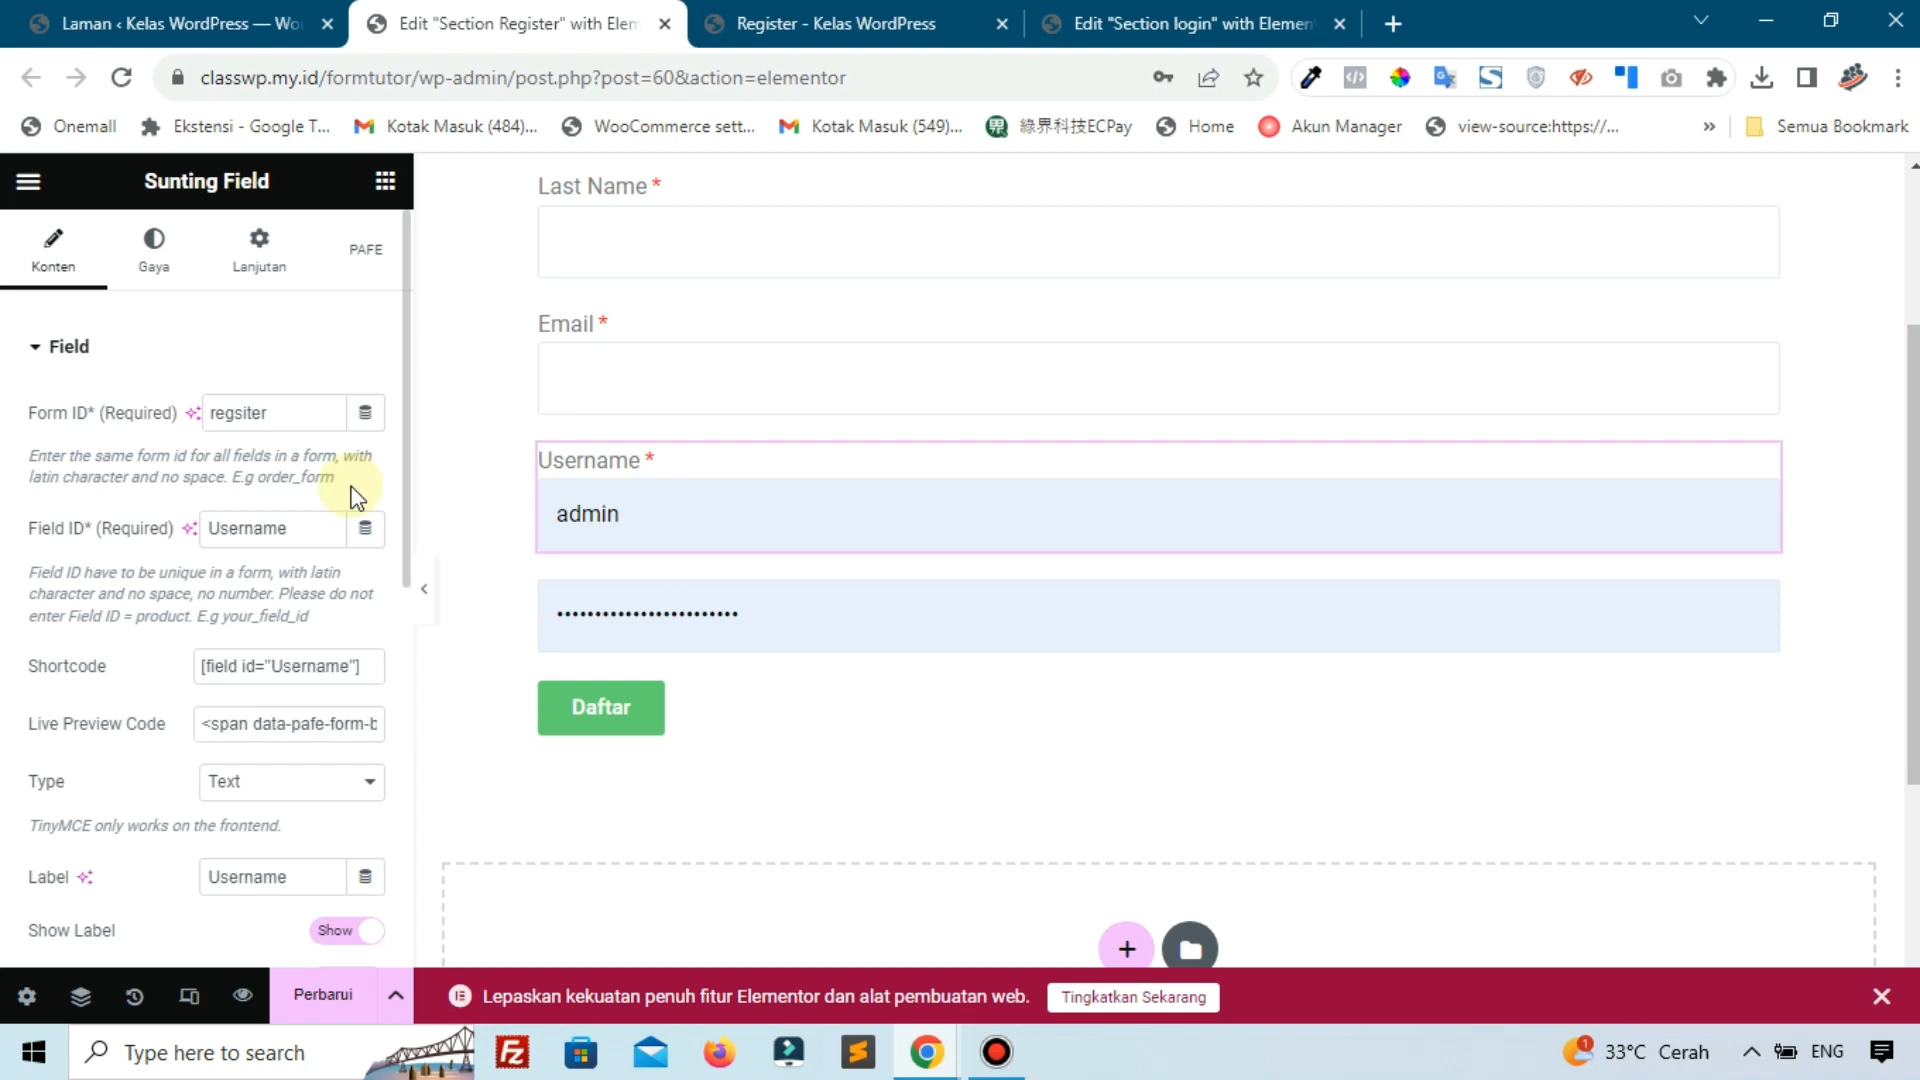 Laman ‹ Kelas WordPress — Wo
Edit "Section Register" with Elem
Register - Kelas WordPress
Edit "Section login" with Elemen
classwp.my.id/formtutor/wp-admin/post.php?post=60&action=elementor
Onemall
Ekstensi - Google T...
Kotak Masuk (484)...
WooCommerce sett...
Kotak Masuk (549)...
綠界科技ECPay
Home
Akun Manager
view-source:https://...
»
Semua Bookmark
Sunting Field
Konten
Gaya
Lanjutan
PAFE
Field
Form ID* (Required)
regsiter
Enter the same form id for all fields in a form, with
latin character and no space. E.g order_form
Field ID* (Required)
Username
Field ID have to be unique in a form, with latin
character and no space, no number. Please do not
enter Field ID = product. E.g your_field_id
Shortcode
[field id="Username"]
Live Preview Code
<span data-pafe-form-b
Type
Text
TinyMCE only works on the frontend.
Label
Username
Show Label
Show
Perbarui
Last Name *
Email *
Username *
admin
••••••••••••••••••••••••
Daftar
Lepaskan kekuatan penuh fitur Elementor dan alat pembuatan web.
Tingkatkan Sekarang
Type here to search
1
33°C Cerah
ENG